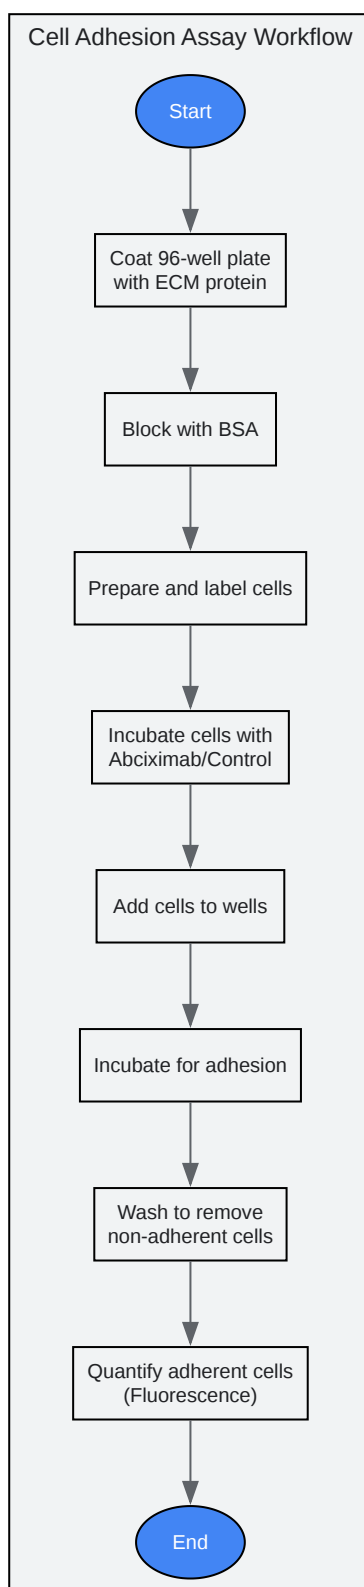 Cell Adhesion Assay Workflow
Start
Coat 96-well plate
with ECM protein
Block with BSA
Prepare and label cells
Incubate cells with
Abciximab/Control
Add cells to wells
Incubate for adhesion
Wash to remove
non-adherent cells
Quantify adherent cells
(Fluorescence)
End